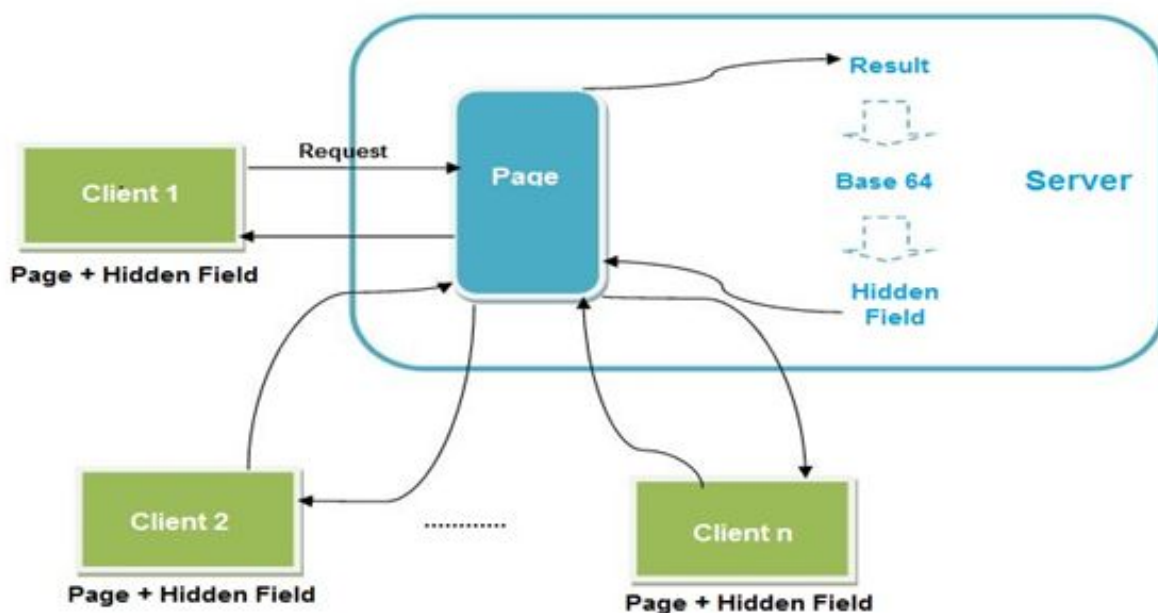 Result
Request
Page
Client 1
Base 64
Server
Page + Hidden Field
Hidden
Field
Client 2
............
Client n
Page + Hidden Field
Page + Hidden Field